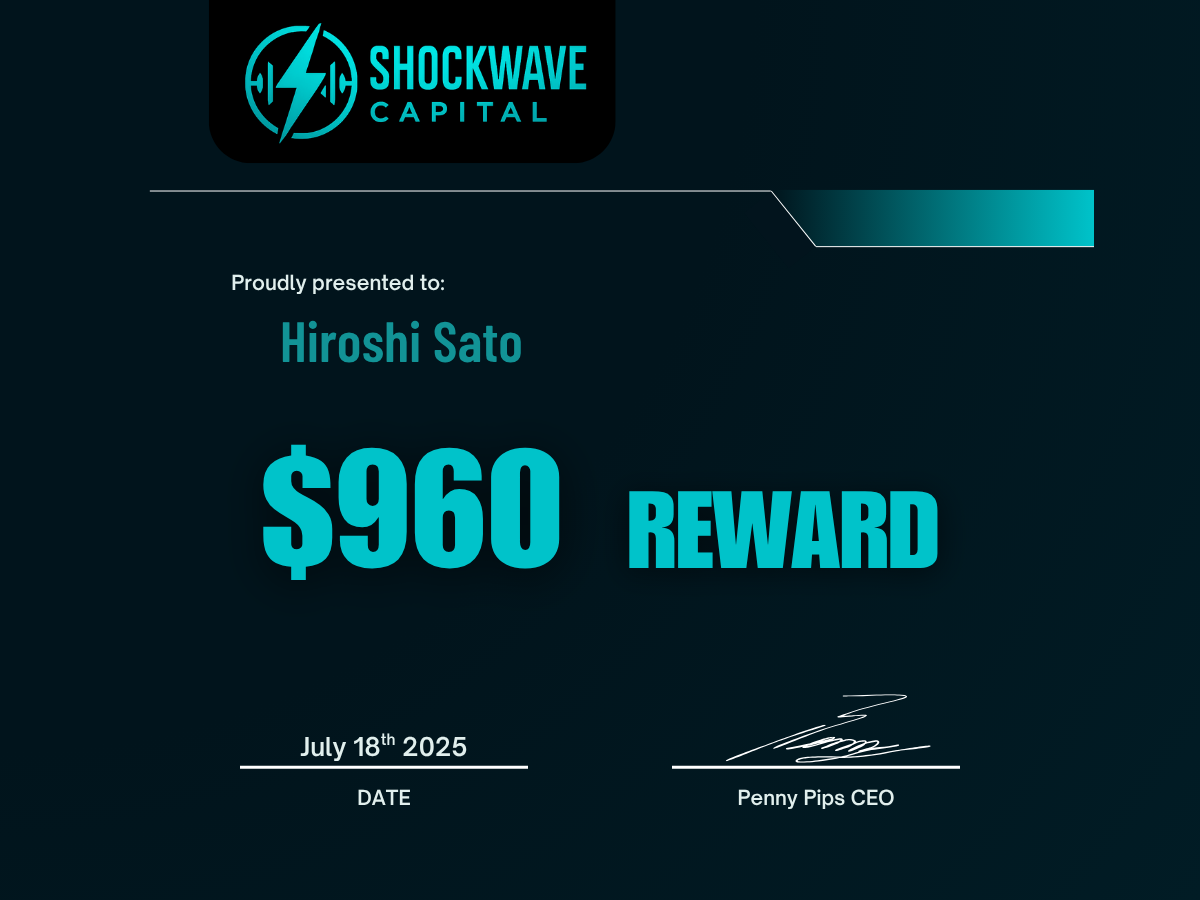 SHOCKWAVE
CAPITAL
Proudly presented to:
Hiroshi Sato
$960 REWARD
July 18th 2025
DATE
Penny Pips CEO